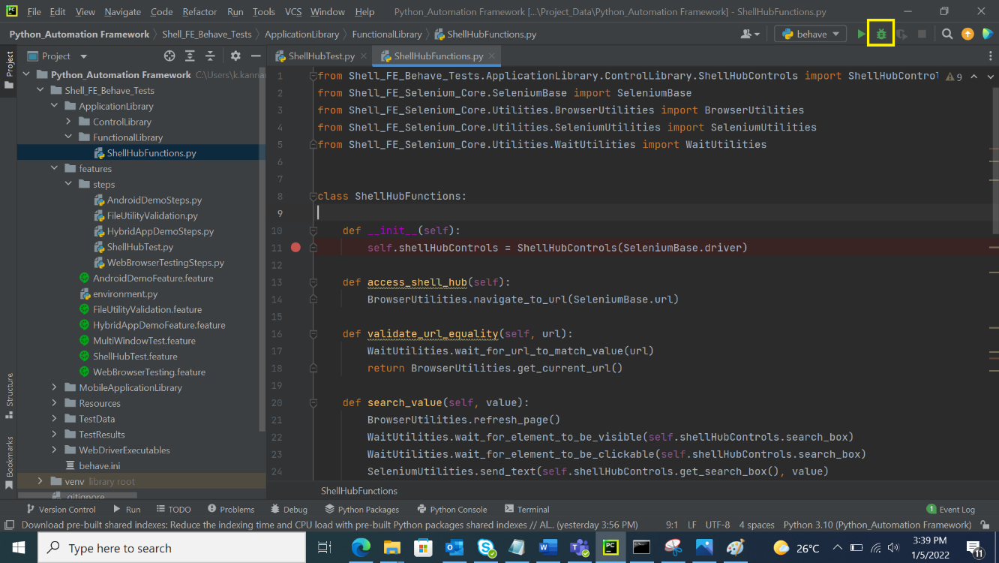 File Edit View Navigate Code Refactor Run Tools VCS Window Help Python_Automation Framework [...\Project_Data\Python_Automation Framework] - ShellHubFunctions.py
Python_Automation Framework Shell_FE_Behave_Tests ApplicationLibrary FunctionalLibrary ShellHubFunctions.py behave
Project
Project
ShellHubTest.py
ShellHubFunctions.py
Python_Automation Framework C:\Users\k.kannar
Shell_FE_Behave_Tests
ApplicationLibrary
ControlLibrary
FunctionalLibrary
ShellHubFunctions.py
features
steps
AndroidDemoSteps.py
FileUtilityValidation.py
HybridAppDemoSteps.py
ShellHubTest.py
WebBrowserTestingSteps.py
AndroidDemoFeature.feature
environment.py
FileUtilityValidation.feature
HybridAppDemoFeature.feature
MultiWindowTest.feature
ShellHubTest.feature
WebBrowserTesting.feature
MobileApplicationLibrary
Resources
TestData
TestResults
WebDriverExecutables
behave.ini
venv library root
.gitignore
Structure
Bookmarks
1 from Shell_FE_Behave_Tests.ApplicationLibrary.ControlLibrary.ShellHubControls import ShellHubControl 9
2 from Shell_FE_Selenium_Core.SeleniumBase import SeleniumBase
3 from Shell_FE_Selenium_Core.Utilities.BrowserUtilities import BrowserUtilities
4 from Shell_FE_Selenium_Core.Utilities.SeleniumUtilities import SeleniumUtilities
5 from Shell_FE_Selenium_Core.Utilities.WaitUtilities import WaitUtilities
6
7
8 class ShellHubFunctions:
9
10 def __init__(self):
11 self.shellHubControls = ShellHubControls(SeleniumBase.driver)
12
13 def access_shell_hub(self):
14 BrowserUtilities.navigate_to_url(SeleniumBase.url)
15
16 def validate_url_equality(self, url):
17 WaitUtilities.wait_for_url_to_match_value(url)
18 return BrowserUtilities.get_current_url()
19
20 def search_value(self, value):
21 BrowserUtilities.refresh_page()
22 WaitUtilities.wait_for_element_to_be_visible(self.shellHubControls.search_box)
23 WaitUtilities.wait_for_element_to_be_clickable(self.shellHubControls.search_box)
24 SeleniumUtilities.send_text(self.shellHubControls.get_search_box(), value)
ShellHubFunctions
Version Control Run TODO Problems Debug Python Packages Python Console Terminal 1 Event Log
Download pre-built shared indexes: Reduce the indexing time and CPU load with pre-built Python packages shared indexes // Al... (yesterday 3:56 PM) 9:1 LF UTF-8 4 spaces Python 3.10 (Python_Automation Framework)
Type here to search
26°C
3:39 PM
1/5/2022
11